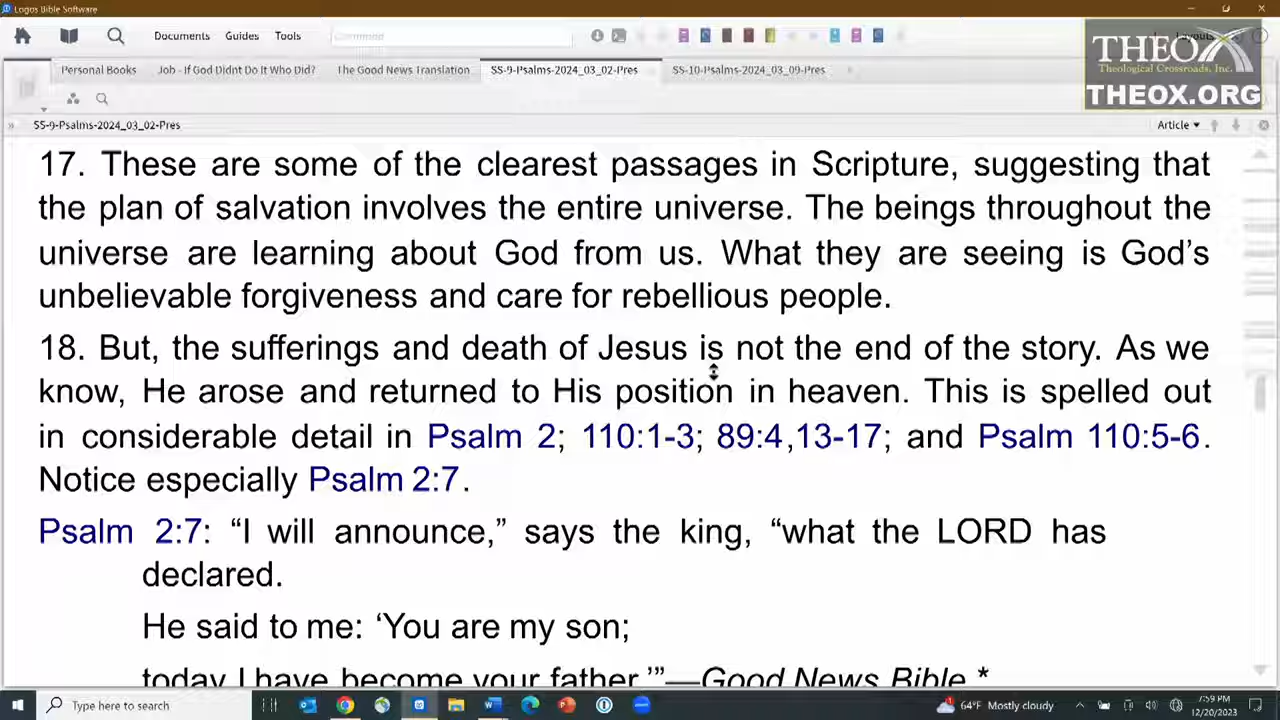 Logos Bible Software
Documents Guides Tools Command Layouts
THEOX
Theological Crossroads, Inc.
THEOX.ORG
Personal Books Job - If God Didnt Do It Who Did? The Good News SS-9-Psalms-2024_03_02-Pres SS-10-Psalms-2024_03_09-Pres
SS-9-Psalms-2024_03_02-Pres Article
17. These are some of the clearest passages in Scripture, suggesting that
the plan of salvation involves the entire universe. The beings throughout the
universe are learning about God from us. What they are seeing is God’s
unbelievable forgiveness and care for rebellious people.
18. But, the sufferings and death of Jesus is not the end of the story. As we
know, He arose and returned to His position in heaven. This is spelled out
in considerable detail in Psalm 2; 110:1-3; 89:4,13-17; and Psalm 110:5-6.
Notice especially Psalm 2:7.
Psalm 2:7: “I will announce,” says the king, “what the LORD has
declared.
He said to me: ‘You are my son;
today I have become your father.’”—Good News Bible.*
Type here to search 64°F Mostly cloudy 7:59 PM
12/20/2023